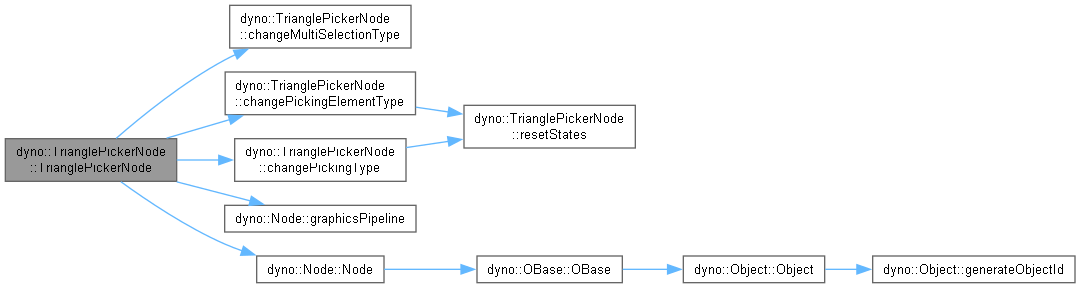 dyno::TrianglePickerNode
::TrianglePickerNode
dyno::TrianglePickerNode
::changeMultiSelectionType
dyno::TrianglePickerNode
::changePickingElementType
dyno::TrianglePickerNode
::changePickingType
dyno::TrianglePickerNode
::resetStates
dyno::Node::graphicsPipeline
dyno::Node::Node
dyno::OBase::OBase
dyno::Object::Object
dyno::Object::generateObjectId